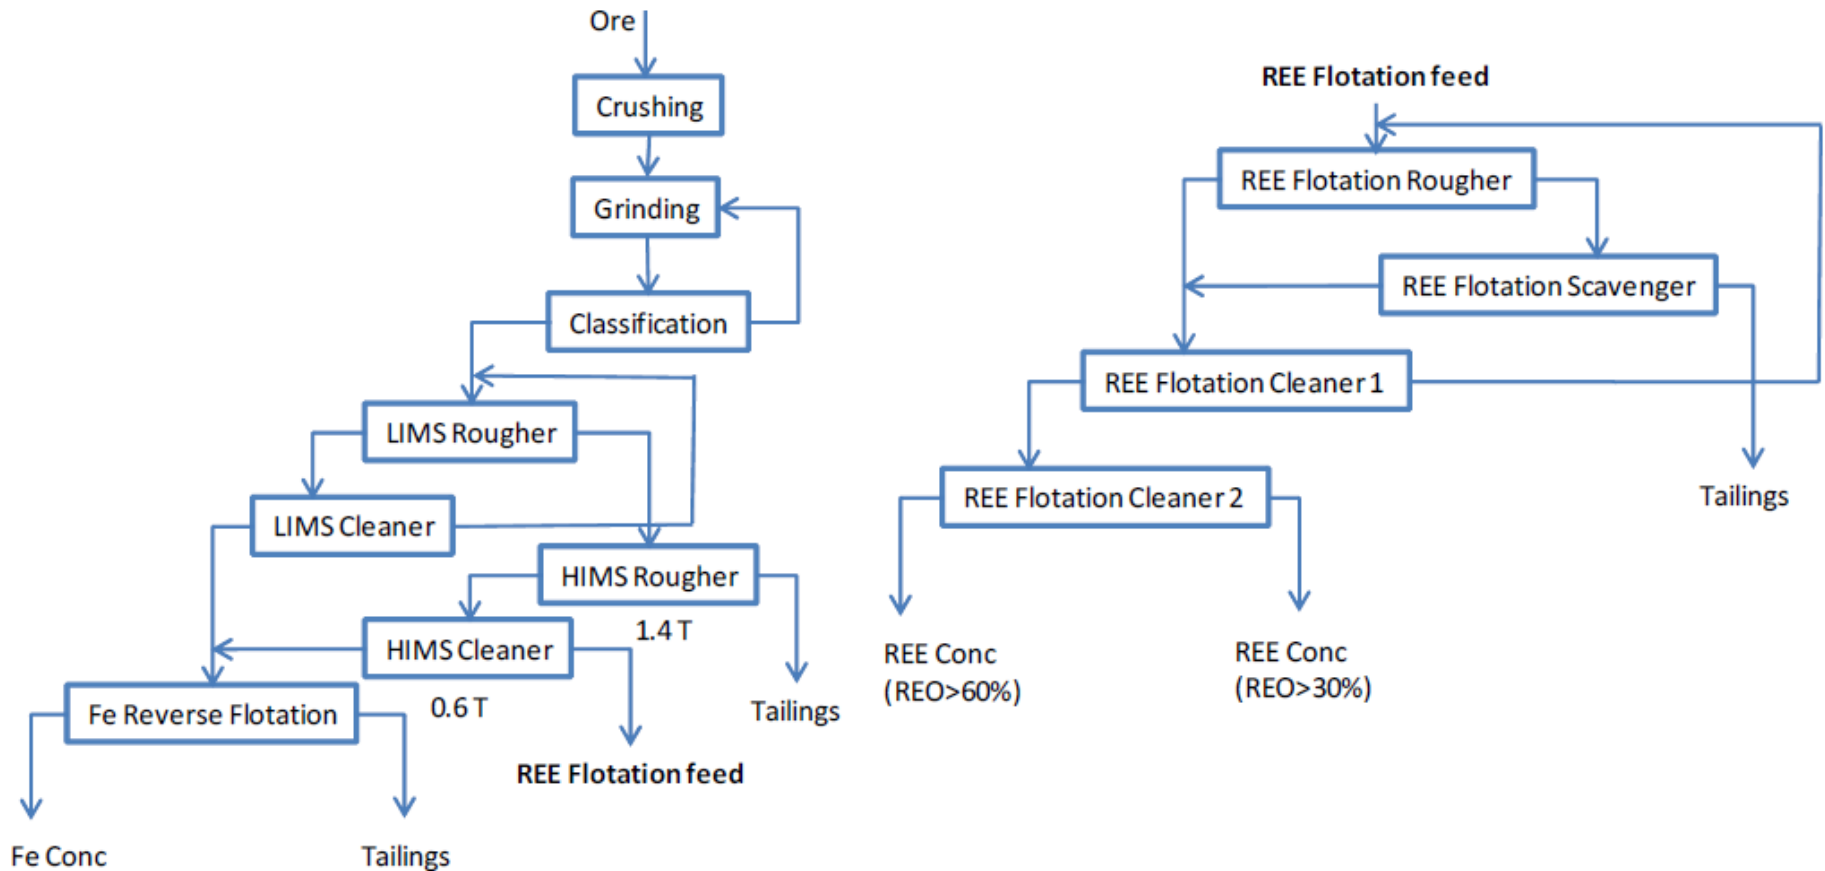 Ore
Crushing
Grinding
Classification
LIMS Rougher
LIMS Cleaner
HIMS Rougher
1.4 T
HIMS Cleaner
0.6 T
Tailings
Fe Reverse Flotation
REE Flotation feed
Fe Conc
Tailings
REE Flotation feed
REE Flotation Rougher
REE Flotation Scavenger
REE Flotation Cleaner 1
REE Flotation Cleaner 2
Tailings
REE Conc
(REO>60%)
REE Conc
(REO>30%)